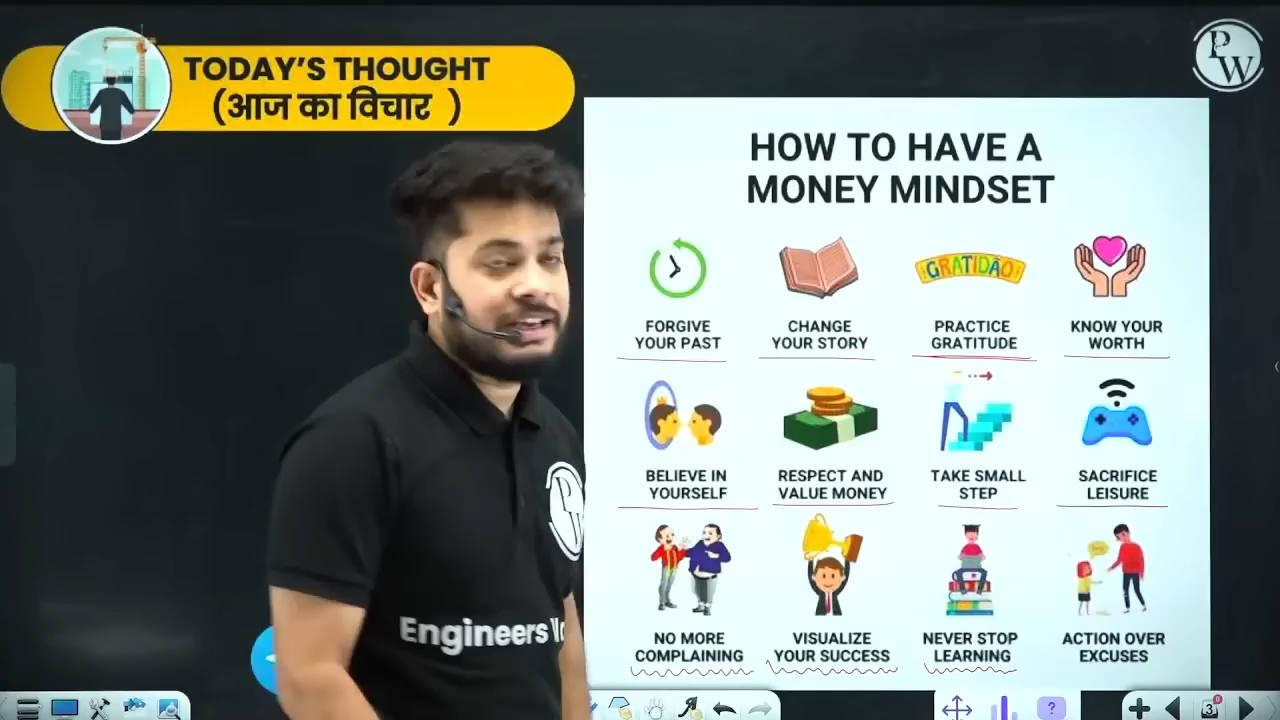 TODAY'S THOUGHT
(आज का विचार )
PW
HOW TO HAVE A
MONEY MINDSET
GRATIDÃO
FORGIVE
YOUR PAST
CHANGE
YOUR STORY
PRACTICE
GRATITUDE
KNOW YOUR
WORTH
BELIEVE IN
YOURSELF
RESPECT AND
VALUE MONEY
TAKE SMALL
STEP
SACRIFICE
LEISURE
NO MORE
COMPLAINING
VISUALIZE
YOUR SUCCESS
NEVER STOP
LEARNING
ACTION OVER
EXCUSES
Engineers